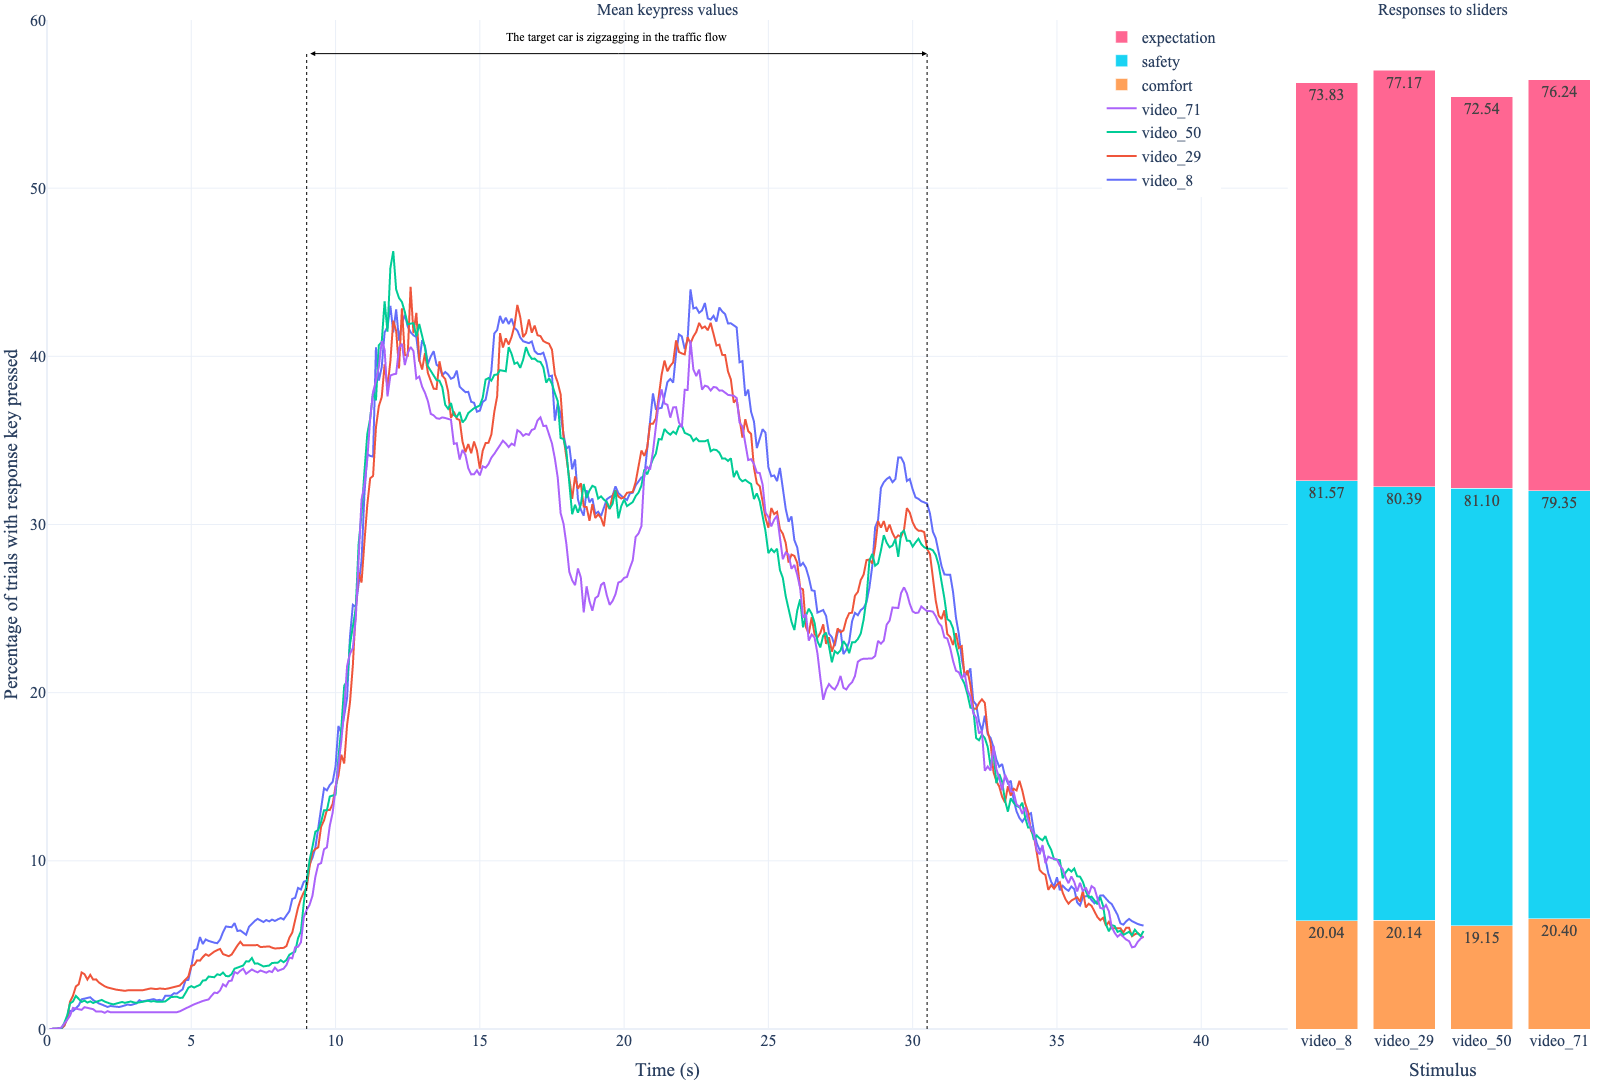 Mean keypress values
Responses to sliders
The target car is zigzagging in the traffic flow
expectation
safety
comfort
video_71
video_50
video_29
video_8
Percentage of trials with response key pressed
60
50
40
30
20
10
0
0 5 10 15 20 25 30 35 40
Time (s)
73.83 77.17 72.54 76.24
81.57 80.39 81.10 79.35
20.04 20.14 19.15 20.40
video_8 video_29 video_50 video_71
Stimulus